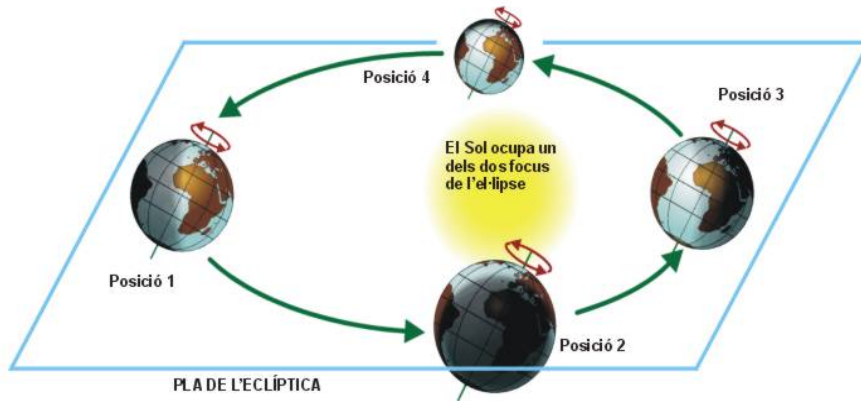 Posició 4
Posició 3
El Sol ocupa un
dels dos focus
de l'el·lipse
Posició 1
Posició 2
PLA DE L'ECLÍPTICA